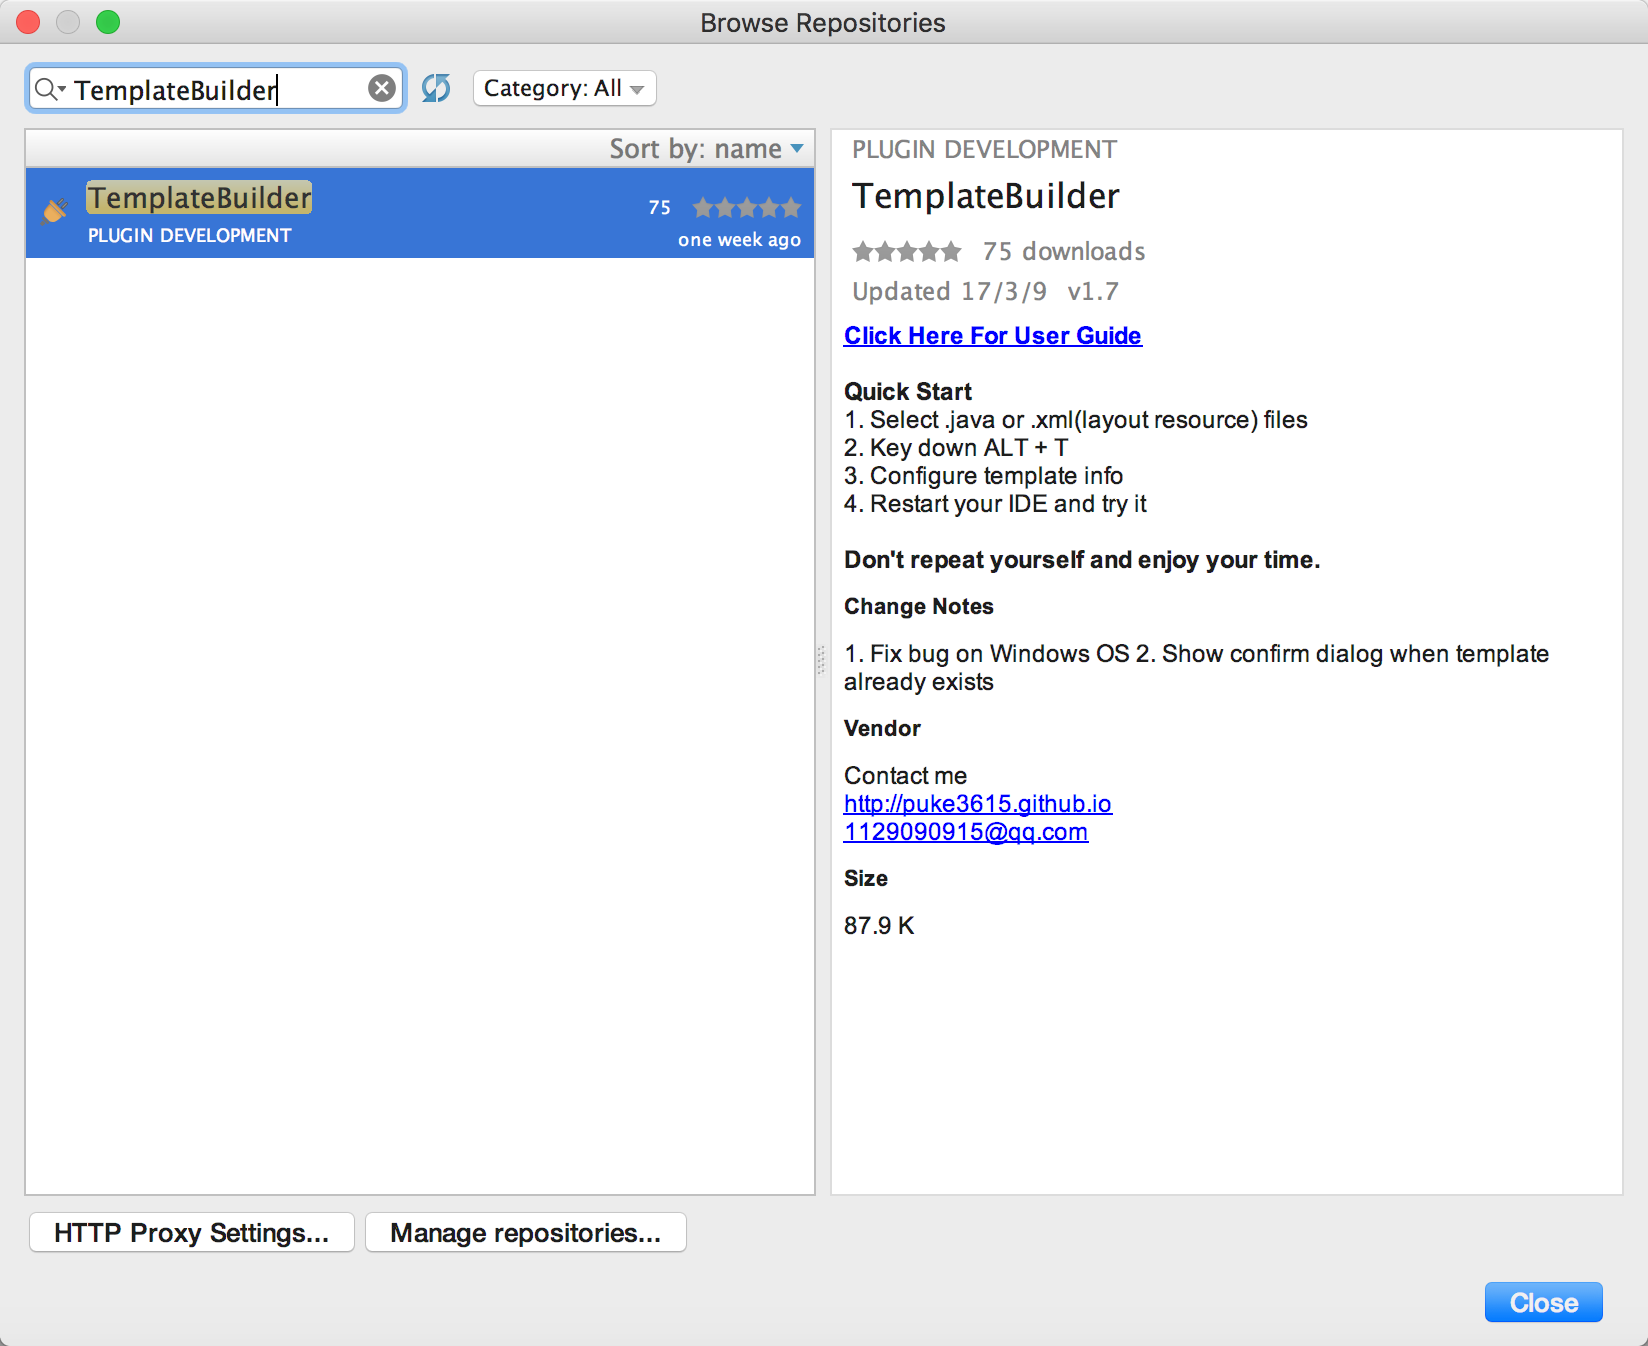 Browse Repositories
TemplateBuilder
Category: All
Sort by: name
TemplateBuilder
75
PLUGIN DEVELOPMENT
one week ago
PLUGIN DEVELOPMENT
TemplateBuilder
75 downloads
Updated 17/3/9 v1.7
Click Here For User Guide
Quick Start
1. Select .java or .xml(layout resource) files
2. Key down ALT + T
3. Configure template info
4. Restart your IDE and try it
Don't repeat yourself and enjoy your time.
Change Notes
1. Fix bug on Windows OS 2. Show confirm dialog when template
already exists
Vendor
Contact me
http://puke3615.github.io
1129090915@qq.com
Size
87.9 K
HTTP Proxy Settings...
Manage repositories...
Close